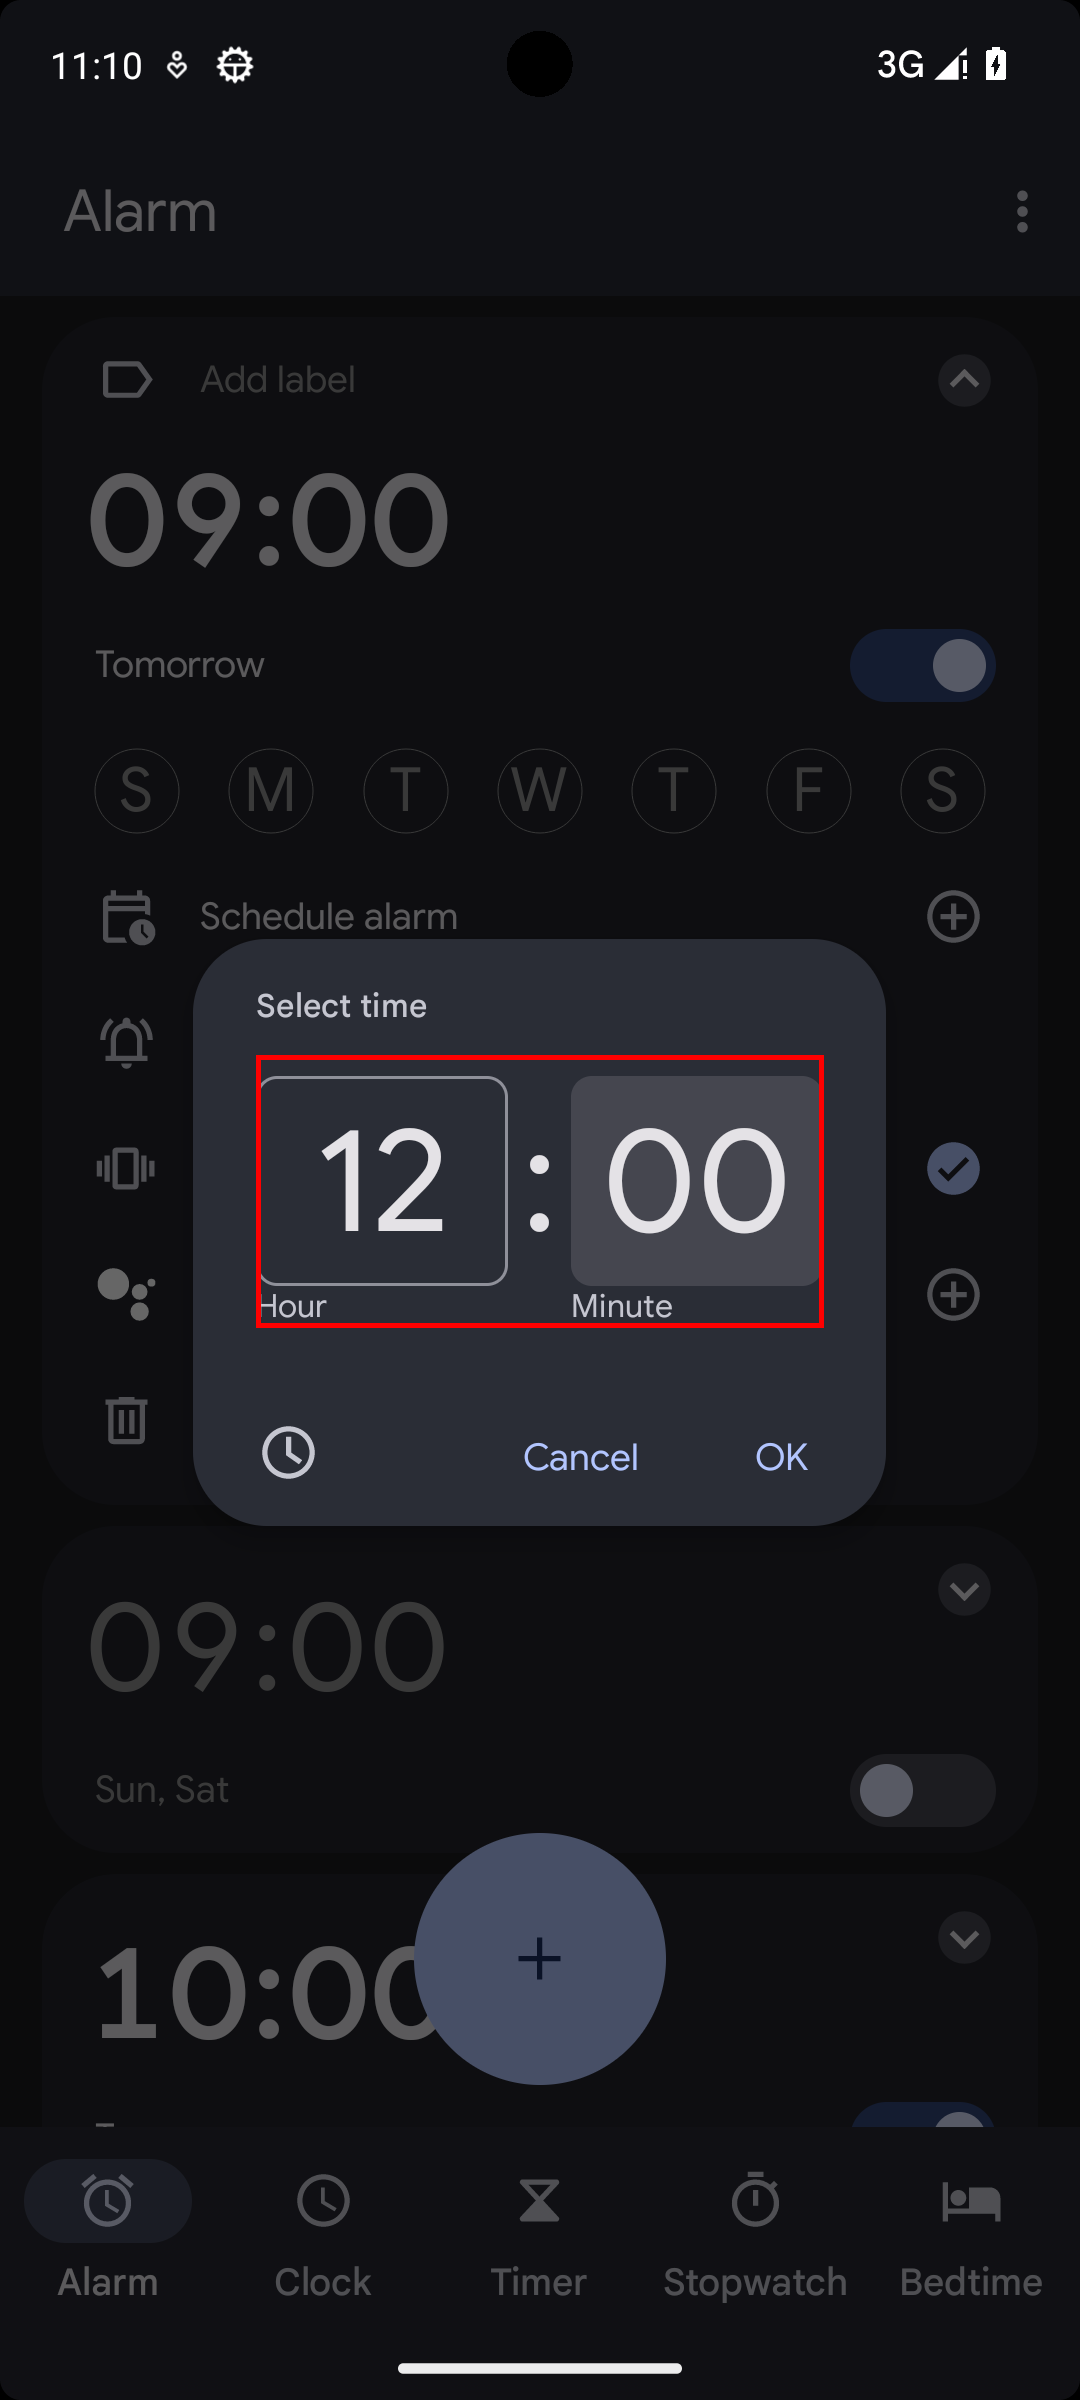 11:10
3G
Alarm
Add label
09:00
Tomorrow
S M T W T F S
Schedule alarm
Select time
12 : 00
Hour Minute
Cancel OK
09:00
Sun, Sat
10:00
Alarm Clock Timer Stopwatch Bedtime